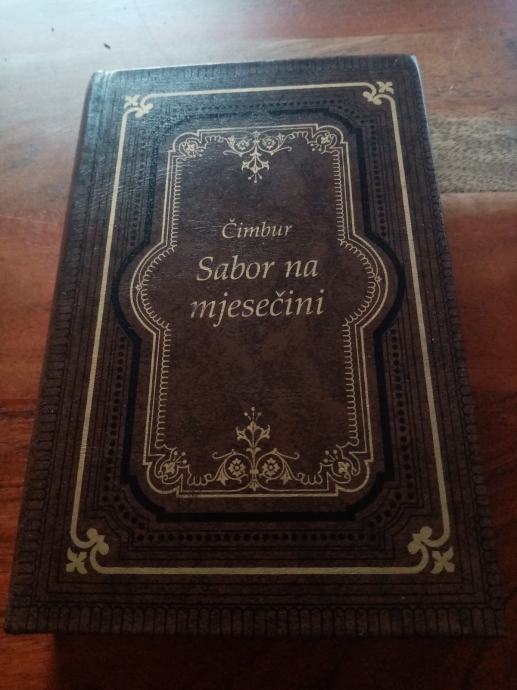 Čimbur
Sabor na
mjesečini